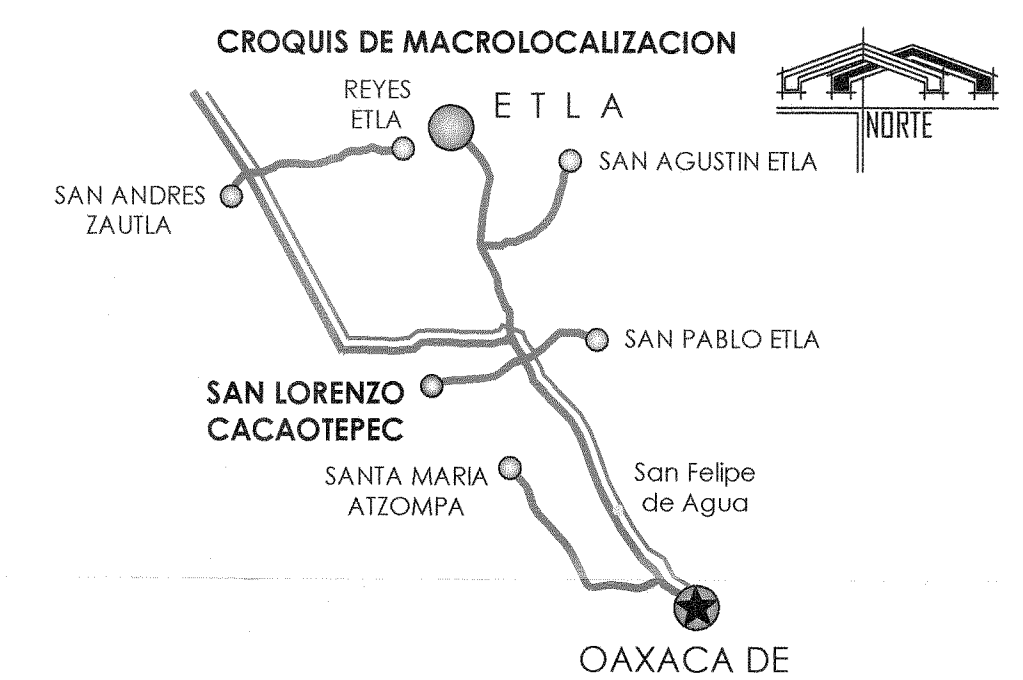 CROQUIS DE MACROLOCALIZACION
REYES
ETLA
ETLA
NORTE
SAN AGUSTIN ETLA
SAN ANDRES
ZAUTLA
SAN PABLO ETLA
SAN LORENZO
CACAOTEPEC
SANTA MARIA
ATZOMPA
San Felipe
de Agua
OAXACA DE